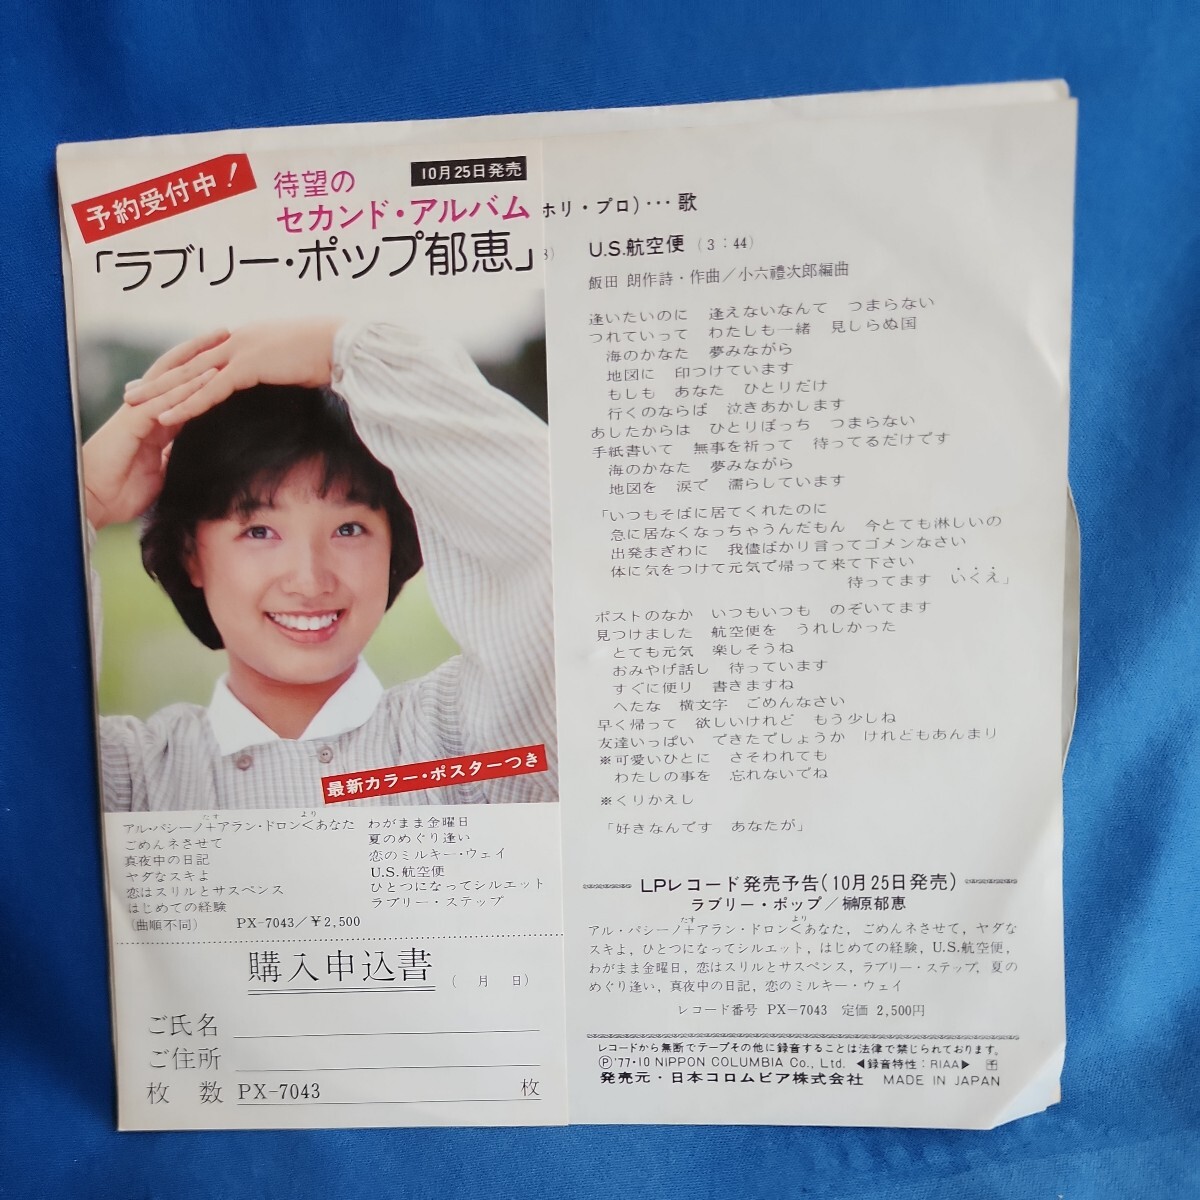 予約受付中！
待望の
10月25日発売
セカンド・アルバム
「ラブリー・ポップ郁恵」
最新カラー・ポスターつき
アル・パシーノ+アラン・ドロン<あなた
たす
より
ごめんネさせて
真夜中の日記
ヤダなスキよ
恋はスリルとサスペンス
はじめての経験
(曲順不同)
わがまま金曜日
夏のめぐり逢い
恋のミルキー・ウェイ
U.S.航空便
ひとつになってシルエット
ラブリー・ステップ
PX-7043／¥2,500
購入申込書
(　月　日)
ご氏名
ご住所
枚　数　PX-7043　枚
ホリ・プロ)…歌
U.S.航空便 (3:44)
飯田 朗作詩・作曲／小六禮次郎編曲
逢いたいのに　逢えないなんて　つまらない
つれていって　わたしも一緒　見しらぬ国
海のかなた　夢みながら
地図に　印つけています
もしも　あなた　ひとりだけ
行くのならば　泣きあかします
あしたからは　ひとりぼっち　つまらない
手紙書いて　無事を祈って　待ってるだけです
海のかなた　夢みながら
地図を　涙で　濡らしています
「いつもそばに居てくれたのに
急に居なくなっちゃうんだもん　今とても淋しいの
出発まぎわに　我儘ばかり言ってゴメンなさい
体に気をつけて元気で帰って来て下さい
待ってます　いくえ」
ポストのなか　いつもいつも　のぞいてます
見つけました　航空便を　うれしかった
とても元気　楽しそうね
おみやげ話し　待っています
すぐに便り　書きますね
へたな　横文字　ごめんなさい
早く帰って　欲しいけれど　もう少しね
友達いっぱい　できたでしょうか　けれどもあんまり
※可愛いひとに　さそわれても
わたしの事を　忘れないでね
※くりかえし
「好きなんです　あなたが」
LPレコード発売予告(10月25日発売)
ラブリー・ポップ／榊原郁恵
たす
より
アル・パシーノ+アラン・ドロン<あなた，ごめんネさせて，ヤダな
スキよ，ひとつになってシルエット，はじめての経験，U.S.航空便，
わがまま金曜日，恋はスリルとサスペンス，ラブリー・ステップ，夏の
めぐり逢い，真夜中の日記，恋のミルキー・ウェイ
レコード番号　PX-7043　定価 2,500円
レコードから無断でテープその他に録音することは法律で禁じられております。
Ⓟ'77・10 NIPPON COLUMBIA Co., Ltd. ◀録音特性：RIAA▶
発売元・日本コロムビア株式会社　MADE IN JAPAN